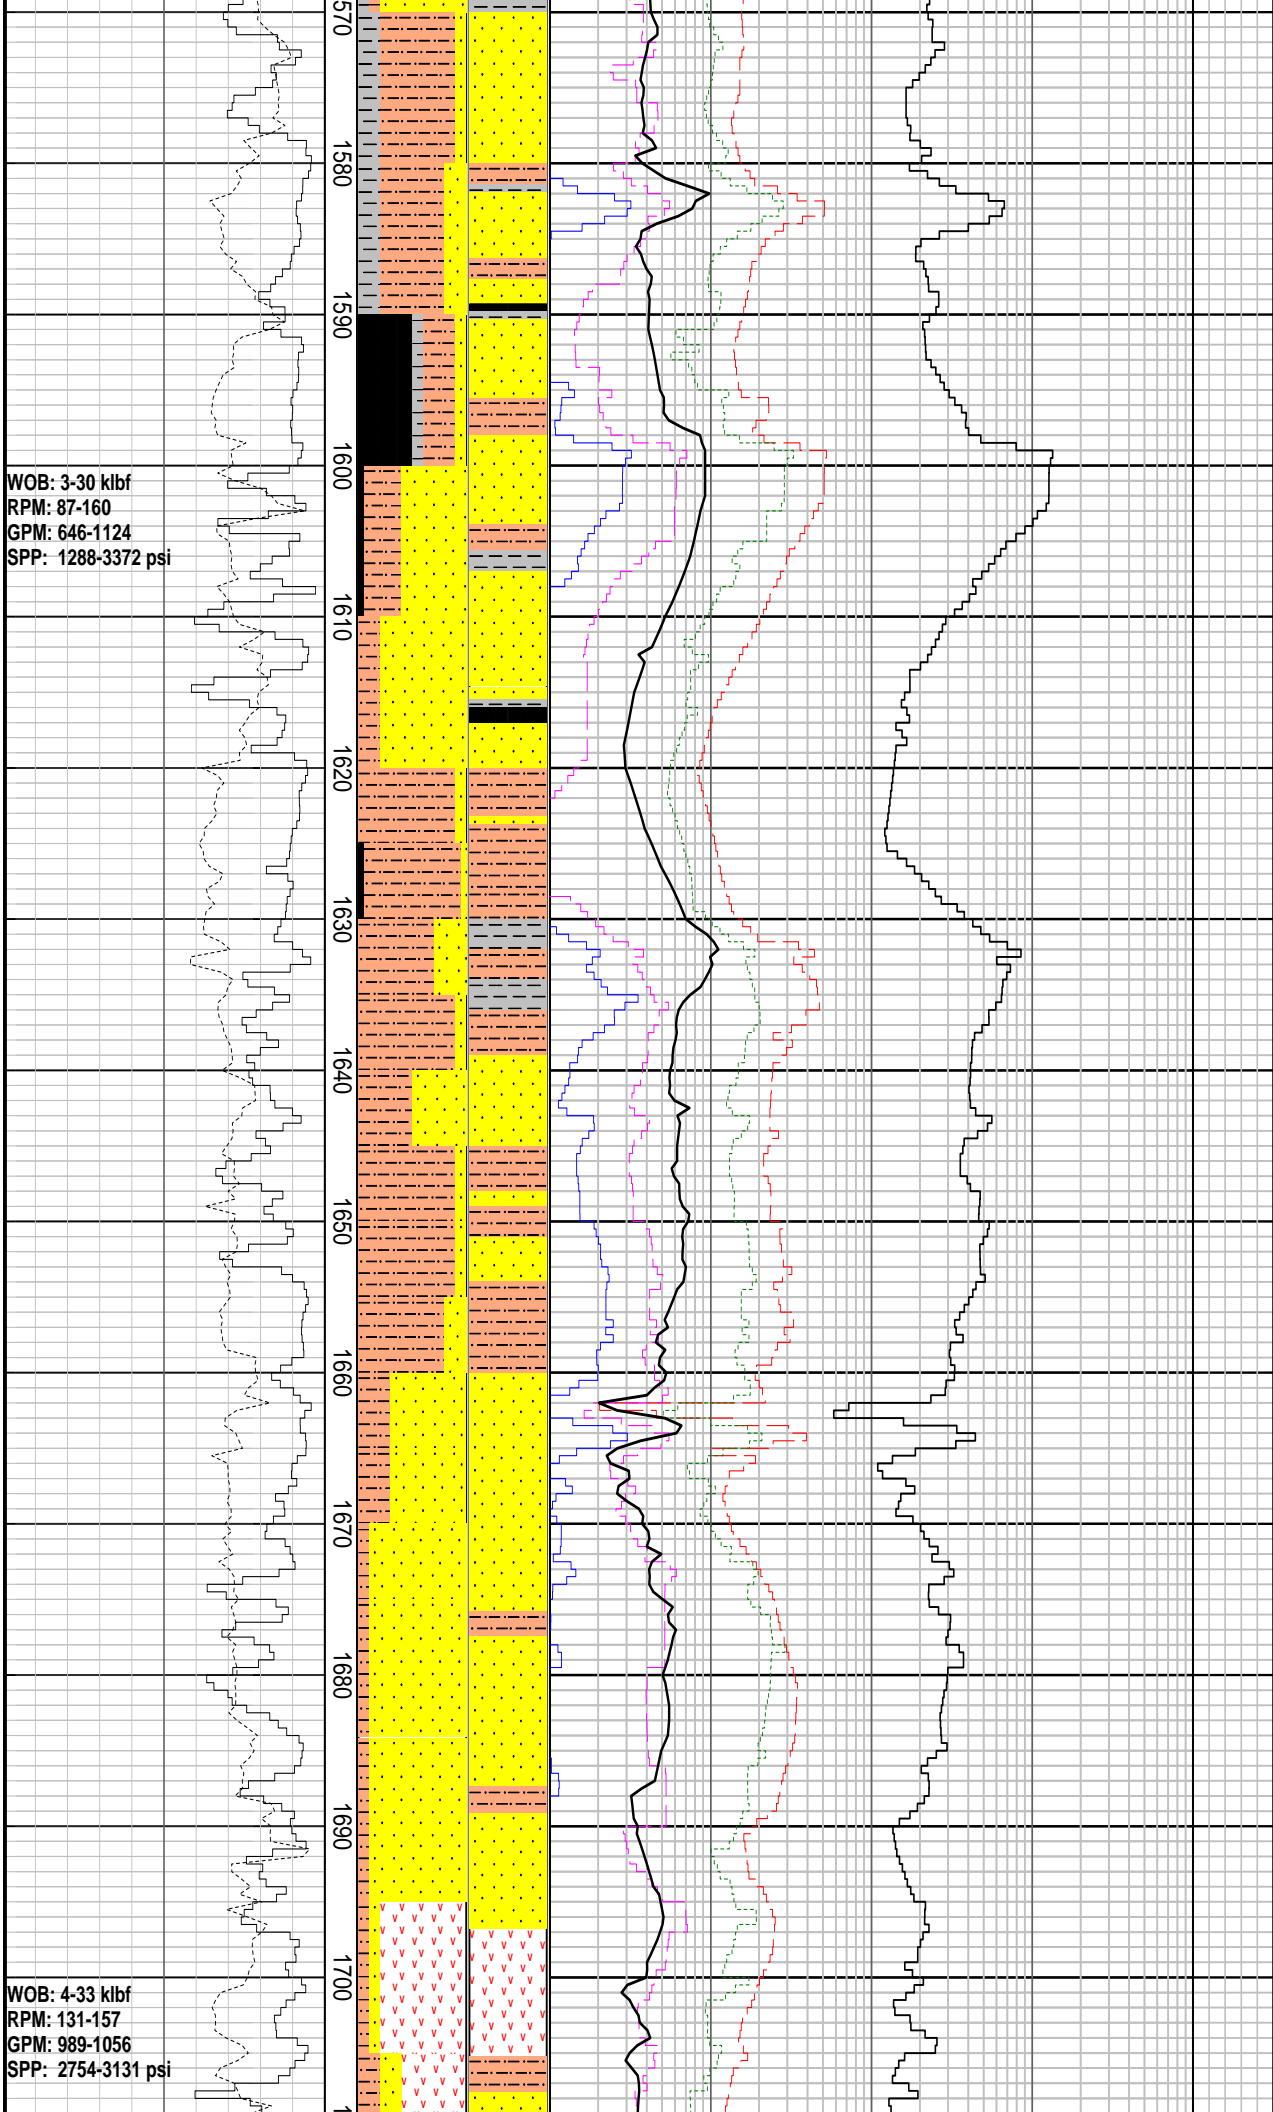 570
1580
1590
WOB: 3-30 klbf
RPM: 87-160
GPM: 646-1124
SPP: 1288-3372 psi
1600
1610
1620
1630
1640
1650
1660
1670
1680
1690
WOB: 4-33 klbf
RPM: 131-157
GPM: 989-1056
SPP: 2754-3131 psi
1700